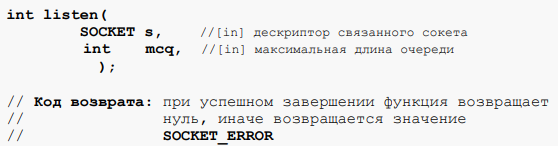 int listen(
SOCKET s, //[in] дескриптор связанного сокета
int mcq, //[in] максимальная длина очереди
);
// Код возврата: при успешном завершении функция возвращает
// нуль, иначе возвращается значение
// SOCKET_ERROR